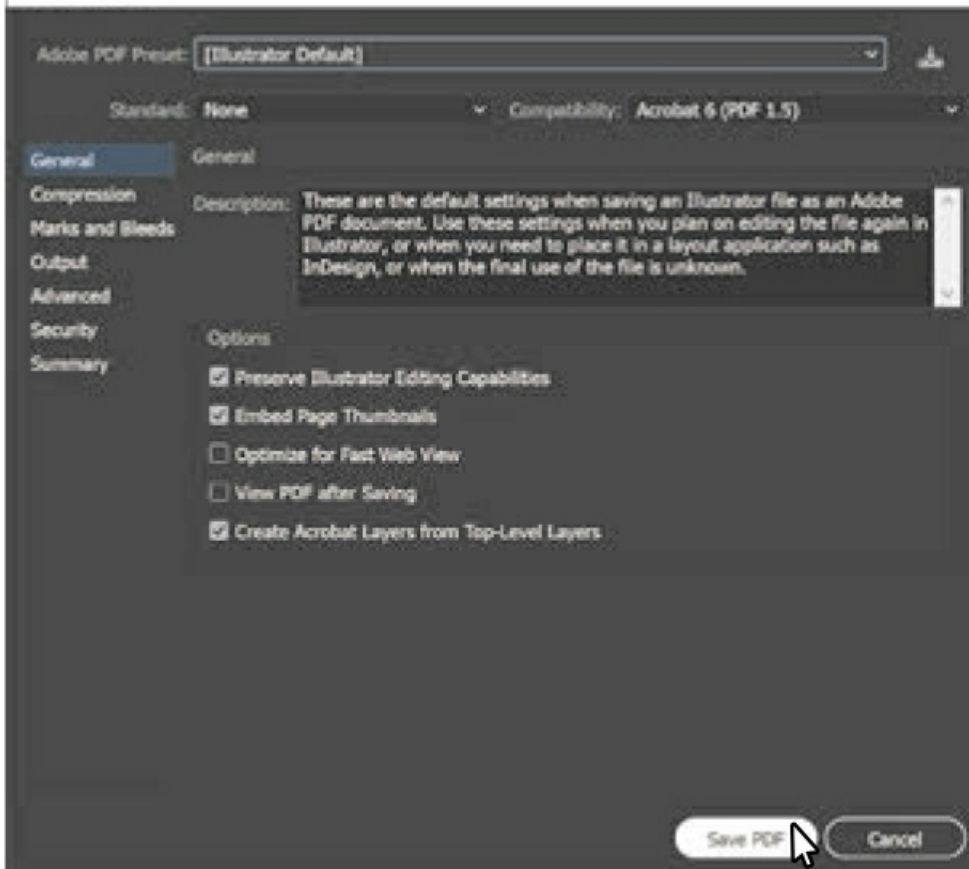 Adobe PDF Preset: [Illustrator Default]
Standard: None Compatibility: Acrobat 6 (PDF 1.5)
General
Compression
Marks and Bleeds
Output
Advanced
Security
Summary
General
Description: These are the default settings when saving an Illustrator file as an Adobe
PDF document. Use these settings when you plan on editing the file again in
Illustrator, or when you need to place it in a layout application such as
InDesign, or when the final use of the file is unknown.
Options
Preserve Illustrator Editing Capabilities
Embed Page Thumbnails
Optimize for Fast Web View
View PDF after Saving
Create Acrobat Layers from Top-Level Layers
Save PDF Cancel